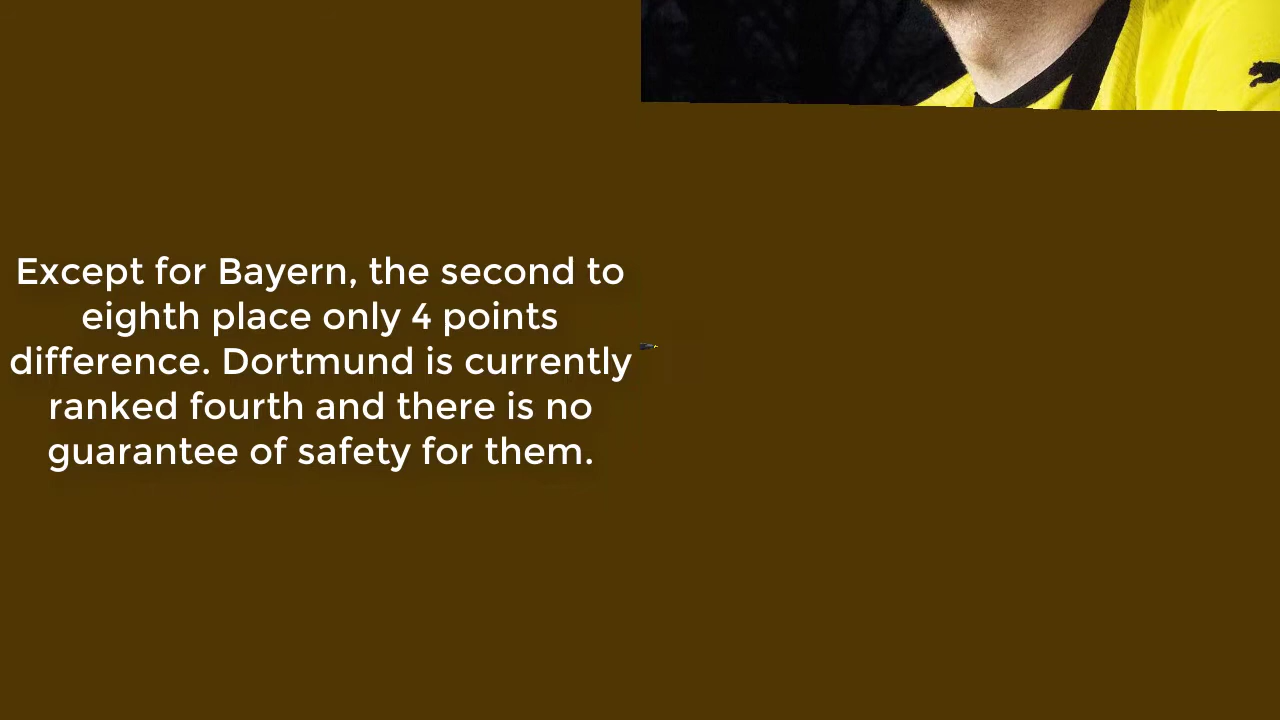 Except for Bayern, the second to
eighth place only 4 points
difference. Dortmund is currently
ranked fourth and there is no
guarantee of safety for them.